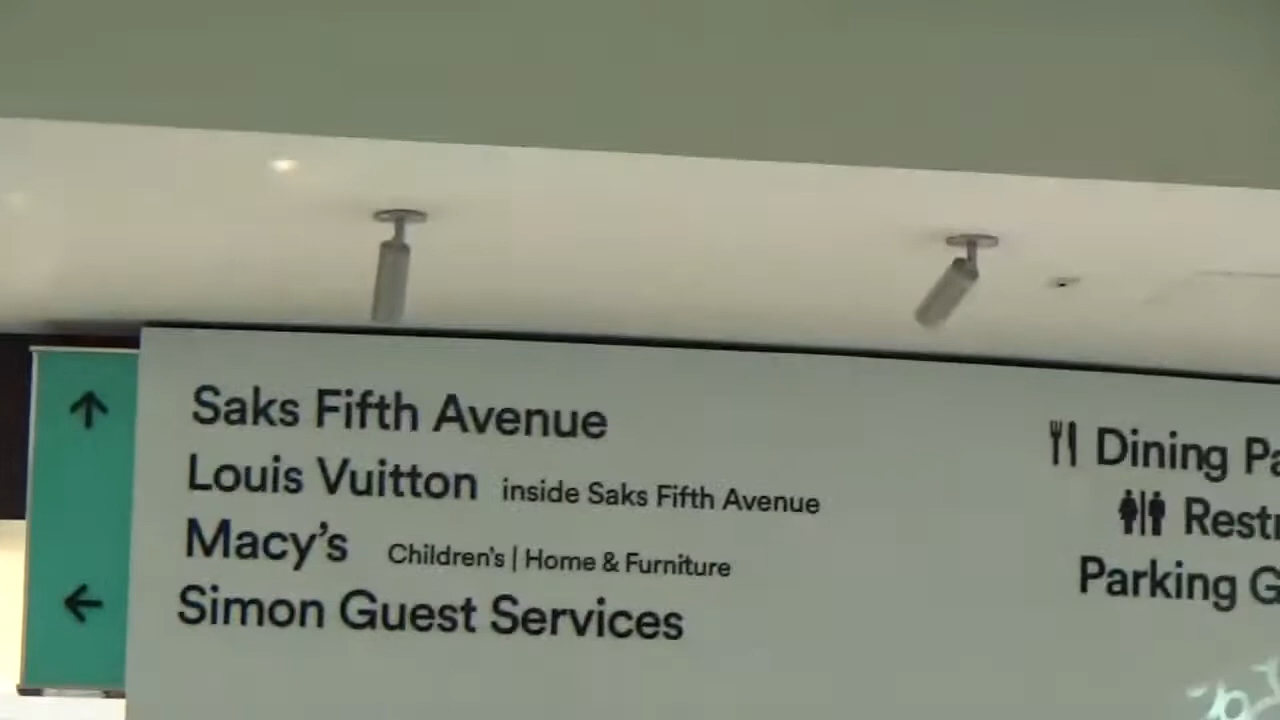 Saks Fifth Avenue
Louis Vuitton inside Saks Fifth Avenue
Macy's Children's | Home & Furniture
Simon Guest Services
Dining
Parking